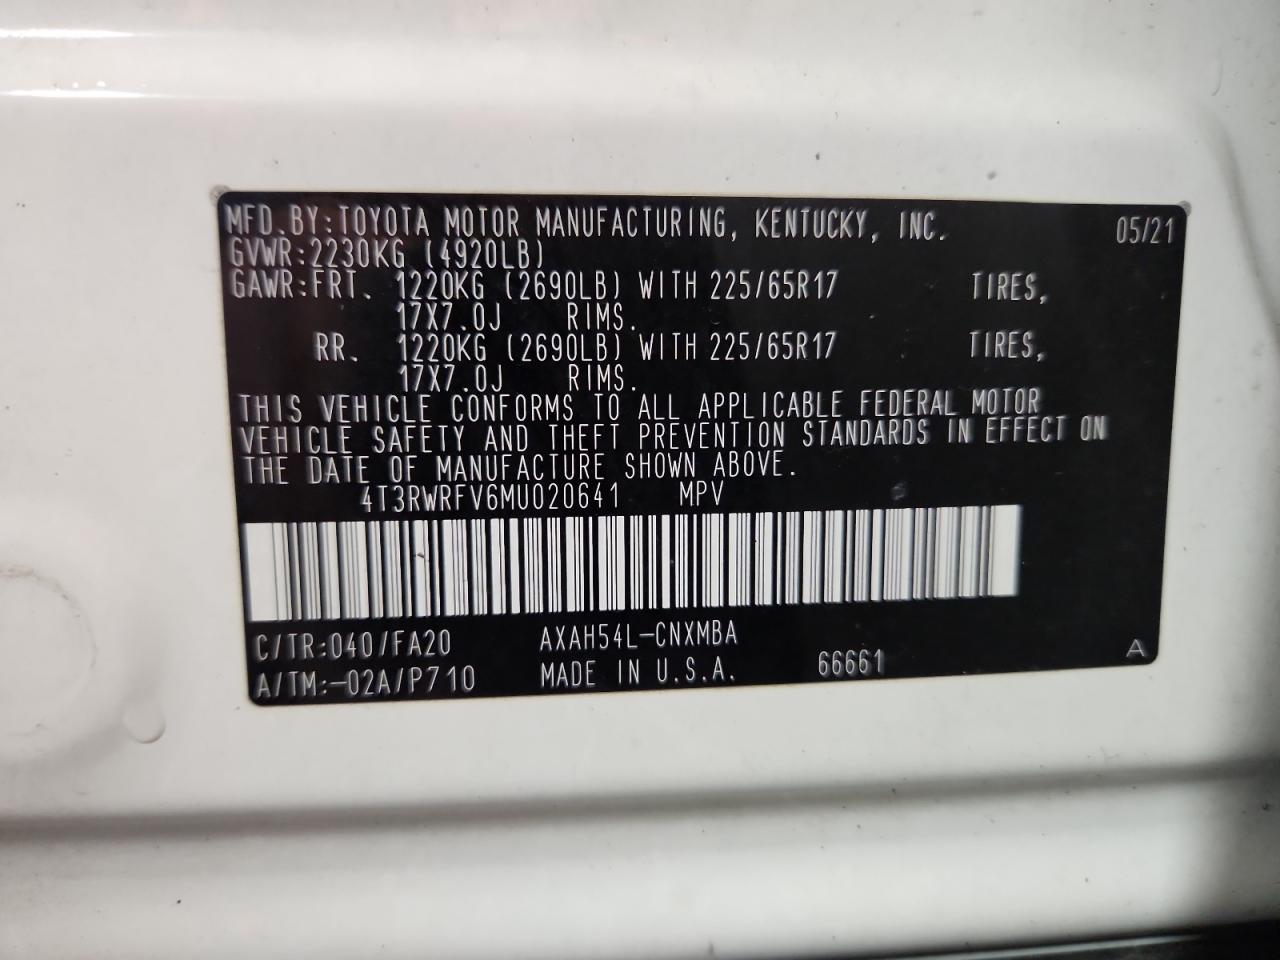 MFD.BY:TOYOTA MOTOR MANUFACTURING, KENTUCKY, INC. 05/21
GVWR:2230KG (4920LB)
GAWR:FRT. 1220KG (2690LB) WITH 225/65R17 TIRES,
17X7.0J RIMS.
RR. 1220KG (2690LB) WITH 225/65R17 TIRES,
17X7.0J RIMS.
THIS VEHICLE CONFORMS TO ALL APPLICABLE FEDERAL MOTOR
VEHICLE SAFETY AND THEFT PREVENTION STANDARDS IN EFFECT ON
THE DATE OF MANUFACTURE SHOWN ABOVE.
4T3RWRFV6MU020641 MPV
C/TR:040/FA20 AXAH54L-CNXMBA
A/TM:-02A/P710 MADE IN U.S.A. 66661 A